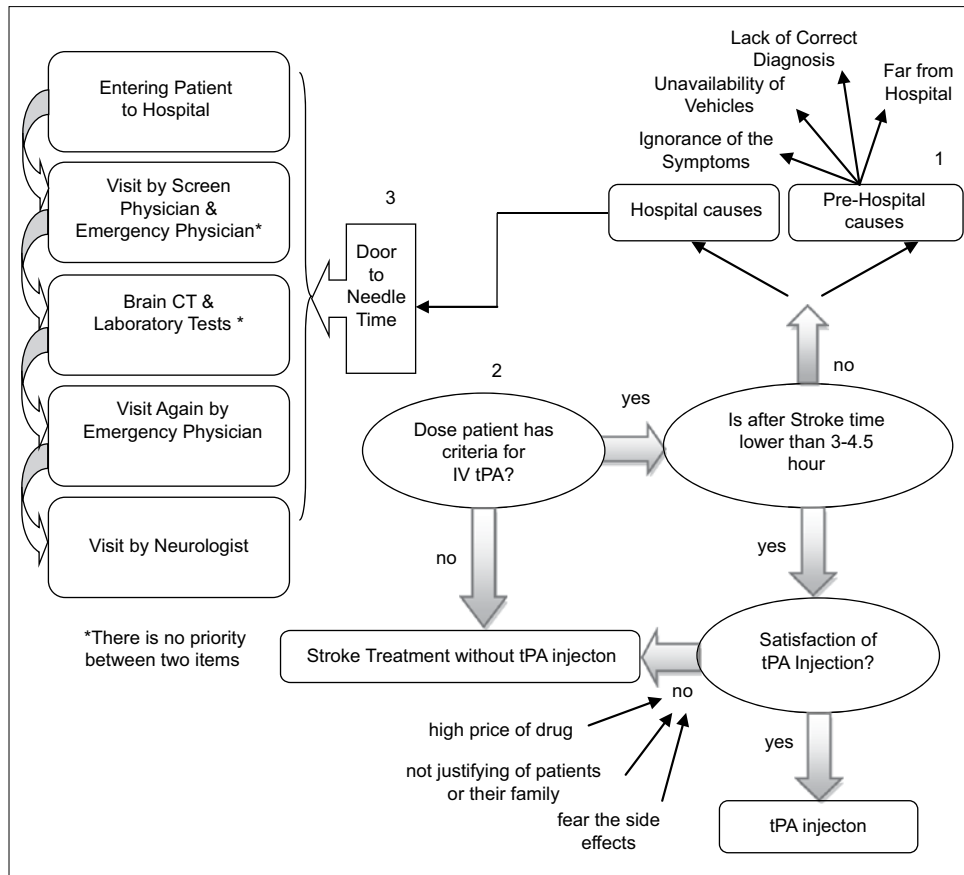 Entering Patient
to Hospital
Visit by Screen
Physician &
Emergency Physician*
Brain CT &
Laboratory Tests *
Visit Again by
Emergency Physician
Visit by Neurologist
*There is no priority
between two items
3
Door
to
Needle
Time
Lack of Correct
Diagnosis
Unavailability of
Vehicles
Far from
Hospital
Ignorance of the
Symptoms
1
Hospital causes
Pre-Hospital
causes
no
2
Dose patient has
criteria for
IV tPA?
yes
Is after Stroke time
lower than 3-4.5
hour
no
yes
Stroke Treatment without tPA injecton
Satisfaction of
tPA Injection?
no
high price of drug
not justifying of patients
or their family
fear the side
effects
yes
tPA injecton